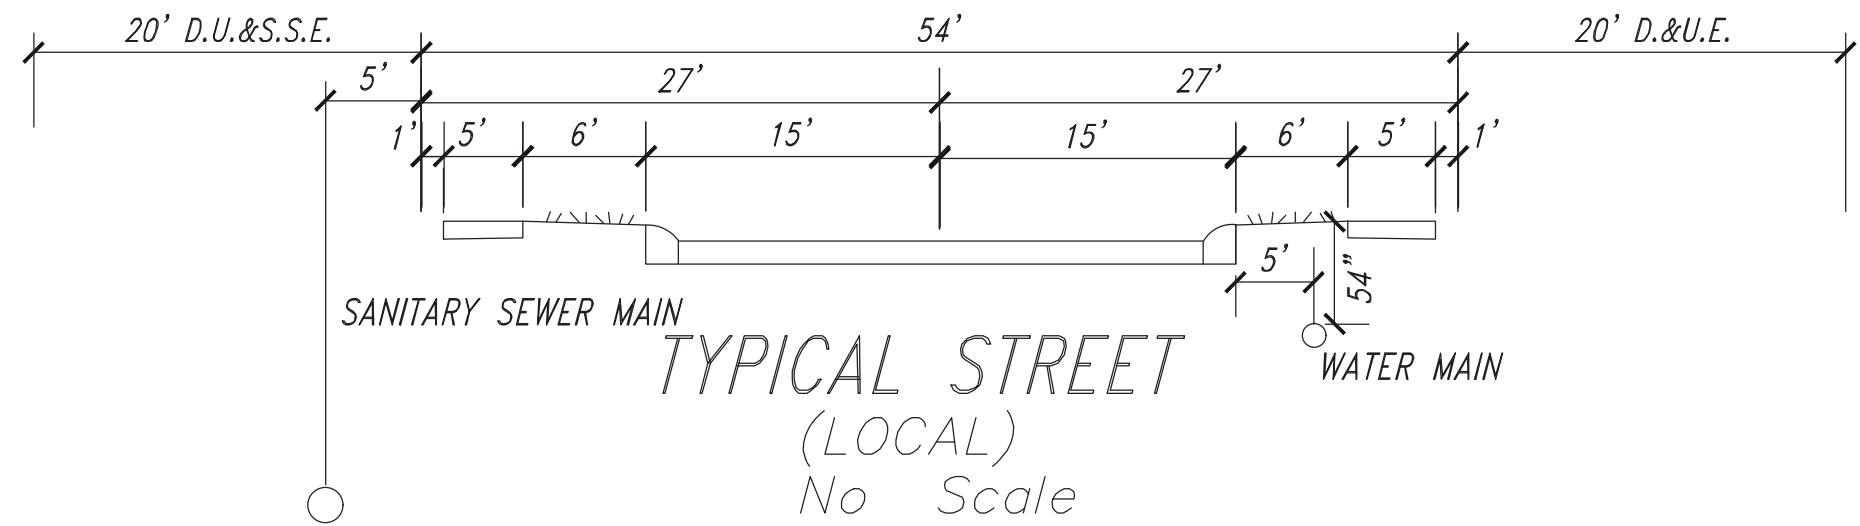 20' D.U.&S.S.E.
54'
20' D.&U.E.
5'
27'
27'
1'
5'
6'
15'
15'
6'
5'
1'
5'
54"
SANITARY SEWER MAIN
WATER MAIN
TYPICAL STREET
(LOCAL)
No Scale